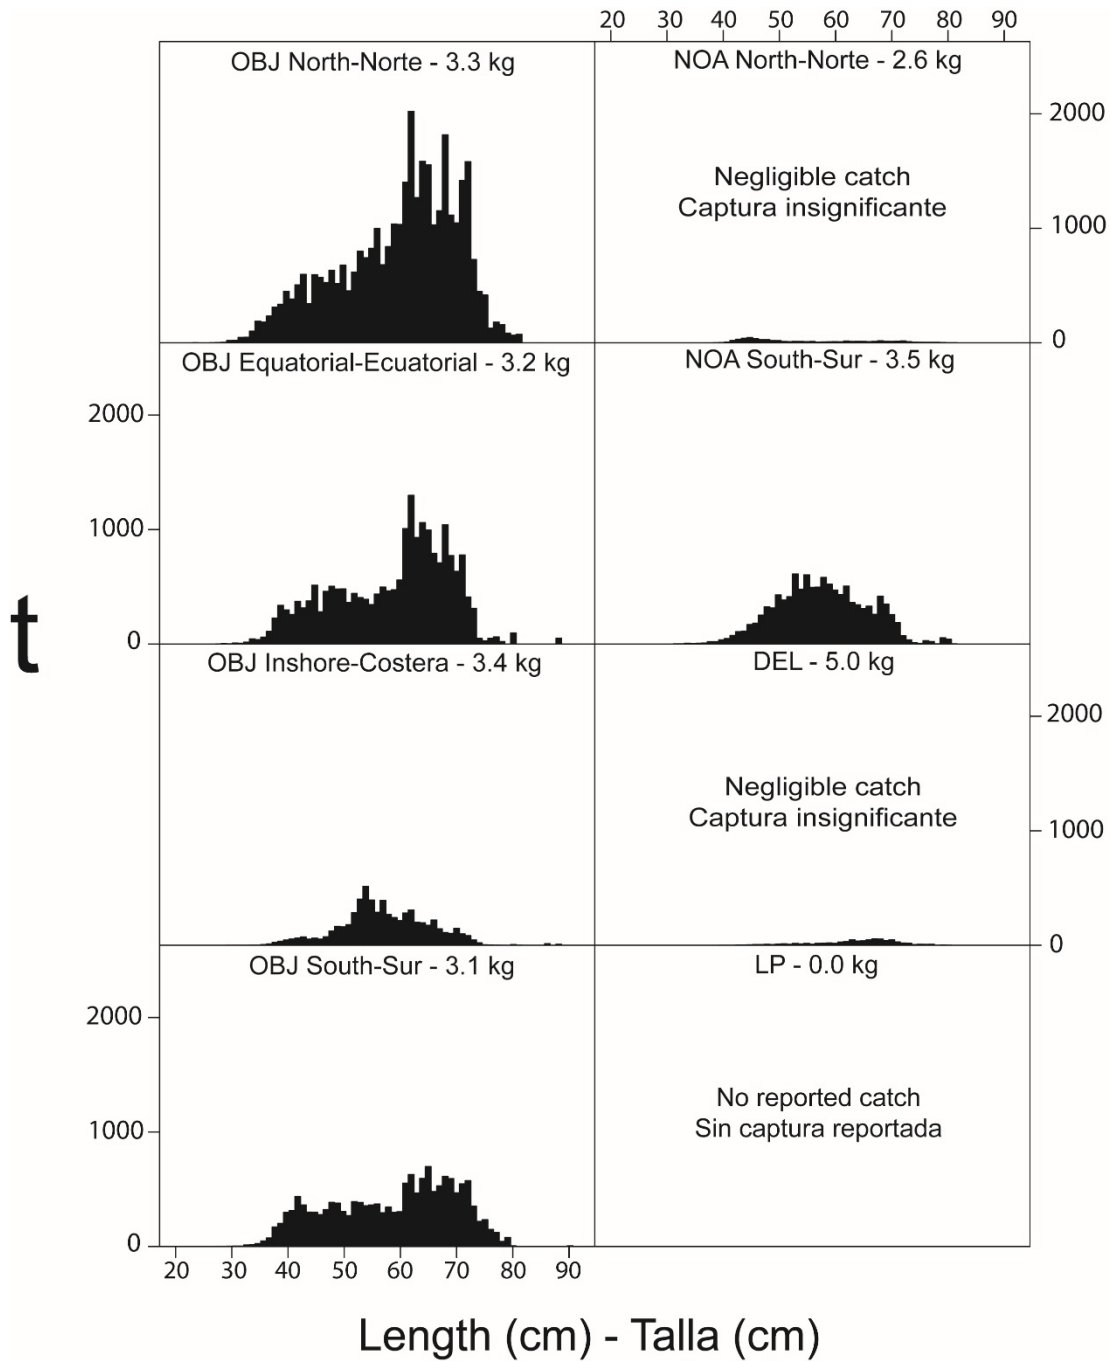 20 30 40 50 60 70 80 90
OBJ North-Norte - 3.3 kg
NOA North-Norte - 2.6 kg
2000
Negligible catch
Captura insignificante
1000
0
OBJ Equatorial-Ecuatorial - 3.2 kg
NOA South-Sur - 3.5 kg
2000
1000
t
0
OBJ Inshore-Costera - 3.4 kg
DEL - 5.0 kg
2000
Negligible catch
Captura insignificante
1000
0
OBJ South-Sur - 3.1 kg
LP - 0.0 kg
2000
No reported catch
Sin captura reportada
1000
0
20 30 40 50 60 70 80 90
Length (cm) - Talla (cm)